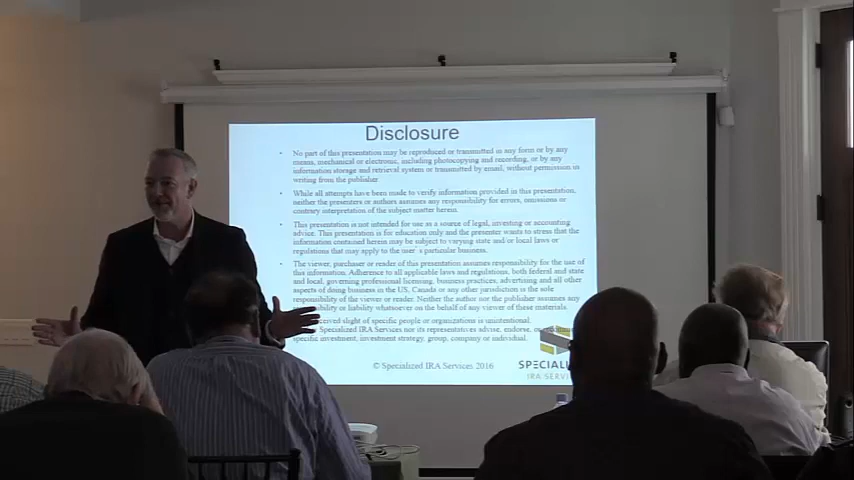 Disclosure
• No part of this presentation may be reproduced or transmitted in any form or by any
means, mechanical or electronic, including photocopying and recording, or by any
information storage and retrieval system or transmitted by email, without permission in
writing from the publisher
• While all attempts have been made to verify information provided in this presentation,
neither the presenters or authors assumes any responsibility for errors, omissions or
contrary interpretation of the subject matter herein.
• This presentation is not intended for use as a source of legal, investing or accounting
advice. This presentation is for education only and the presenter wants to stress that the
information contained herein may be subject to varying state and/or local laws or
regulations that may apply to the user's particular business.
• The viewer, purchaser or reader of this presentation assumes responsibility for the use of
this information. Adherence to all applicable laws and regulations, both federal and state
and local, governing professional licensing, business practices, advertising and all other
aspects of doing business in the US, Canada or any other jurisdiction is the sole
responsibility of the viewer or reader. Neither the author nor the publisher assumes any
or liability whatsoever on the behalf of any viewer of these materials.
slight of specific people or organizations is unintentional.
Specialized IRA Services nor its representatives advise, endorse,
specific investment, investment strategy, group, company or individual.
© Specialized IRA Services 2016
SPECIAL
IRA SERV